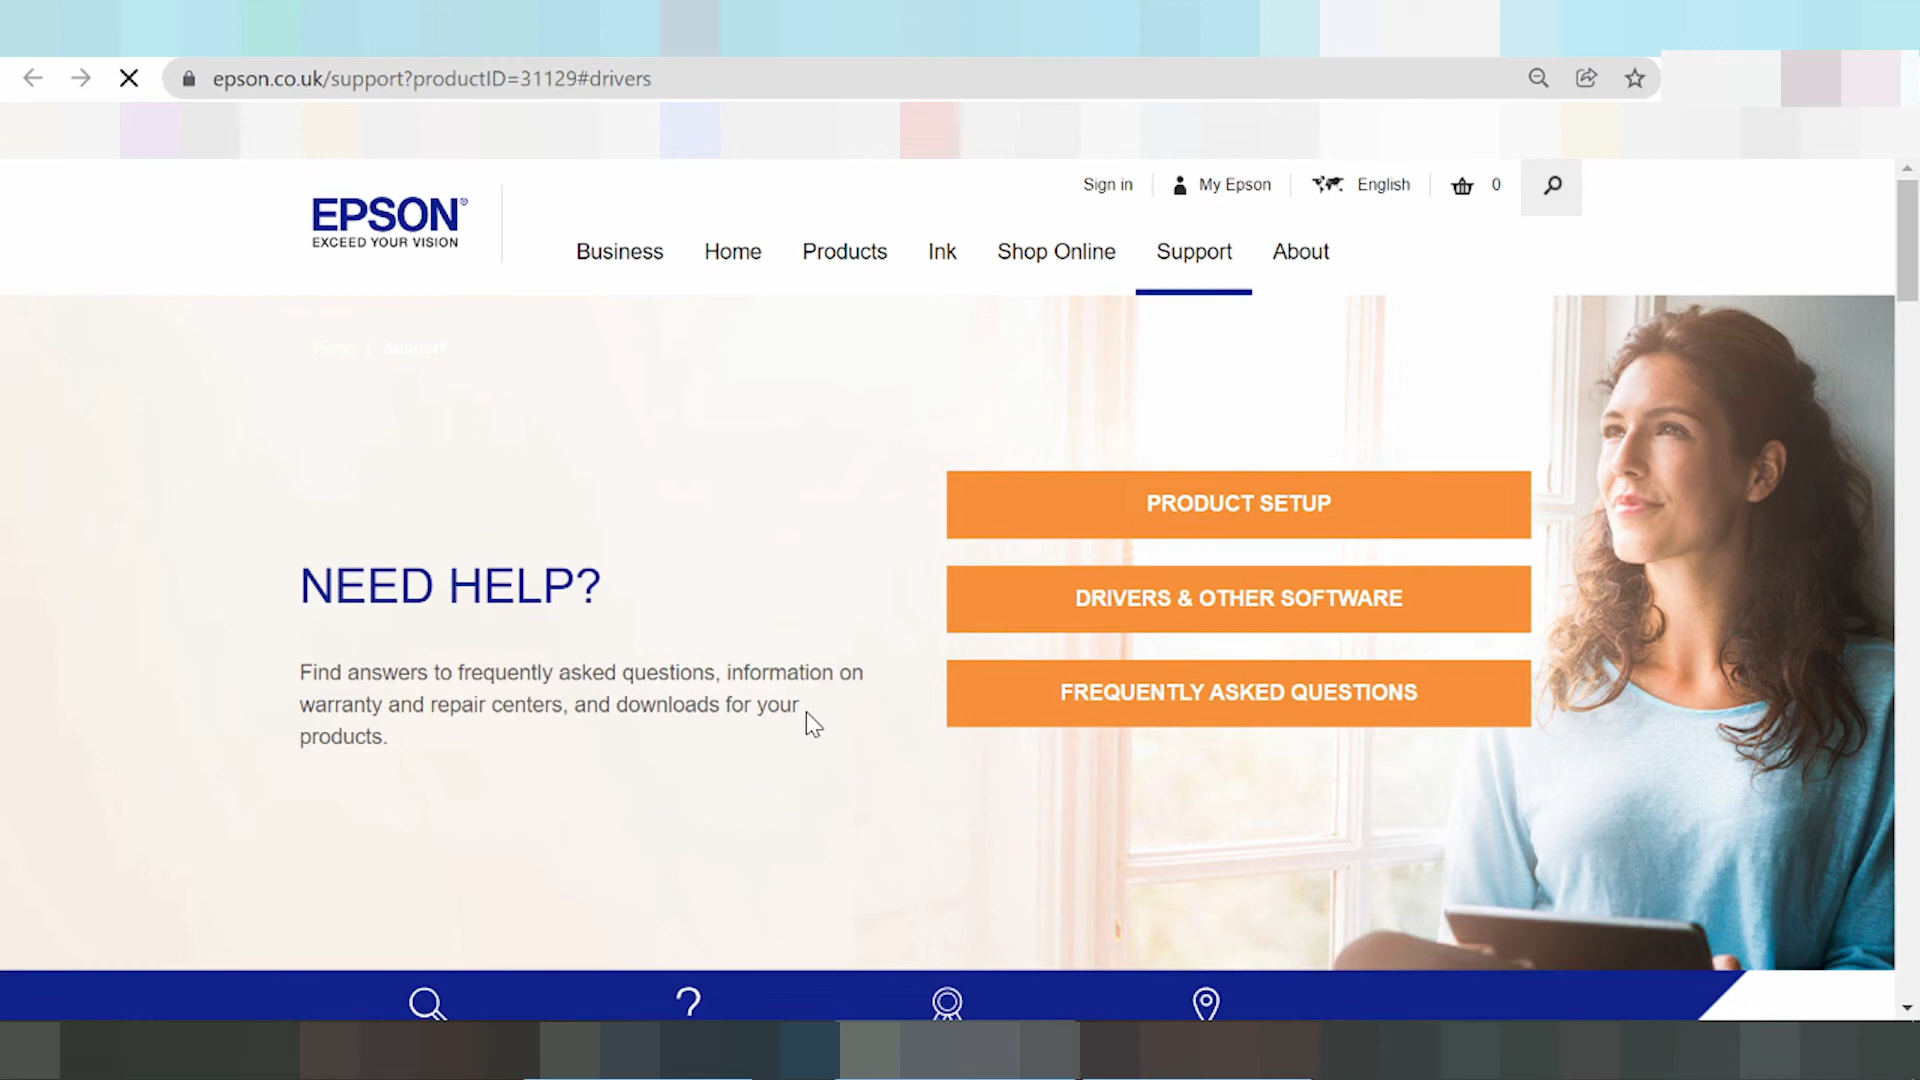 epson.co.uk/support?productID=31129#drivers
Sign in
My Epson
English
0
EPSON®
EXCEED YOUR VISION
Business
Home
Products
Ink
Shop Online
Support
About
Home | Support
PRODUCT SETUP
DRIVERS & OTHER SOFTWARE
FREQUENTLY ASKED QUESTIONS
NEED HELP?
Find answers to frequently asked questions, information on
warranty and repair centers, and downloads for your
products.